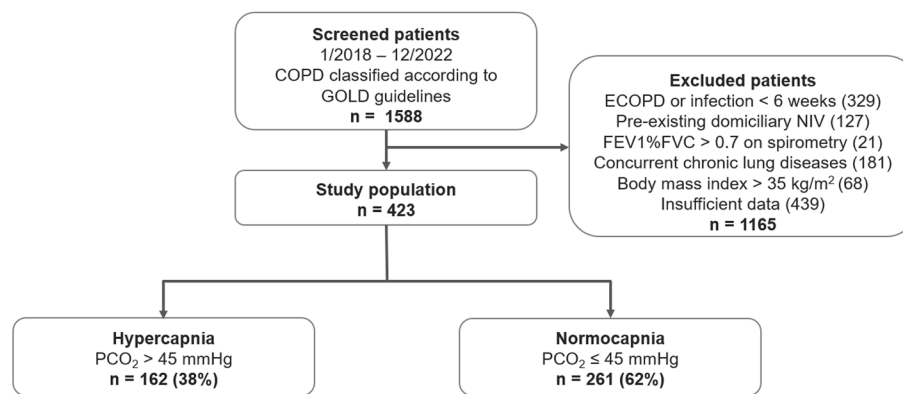 Screened patients
1/2018 – 12/2022
COPD classified according to
GOLD guidelines
n = 1588
Excluded patients
ECOPD or infection < 6 weeks (329)
Pre-existing domiciliary NIV (127)
FEV1%FVC > 0.7 on spirometry (21)
Concurrent chronic lung diseases (181)
Body mass index > 35 kg/m² (68)
Insufficient data (439)
n = 1165
Study population
n = 423
Hypercapnia
PCO₂ > 45 mmHg
n = 162 (38%)
Normocapnia
PCO₂ ≤ 45 mmHg
n = 261 (62%)